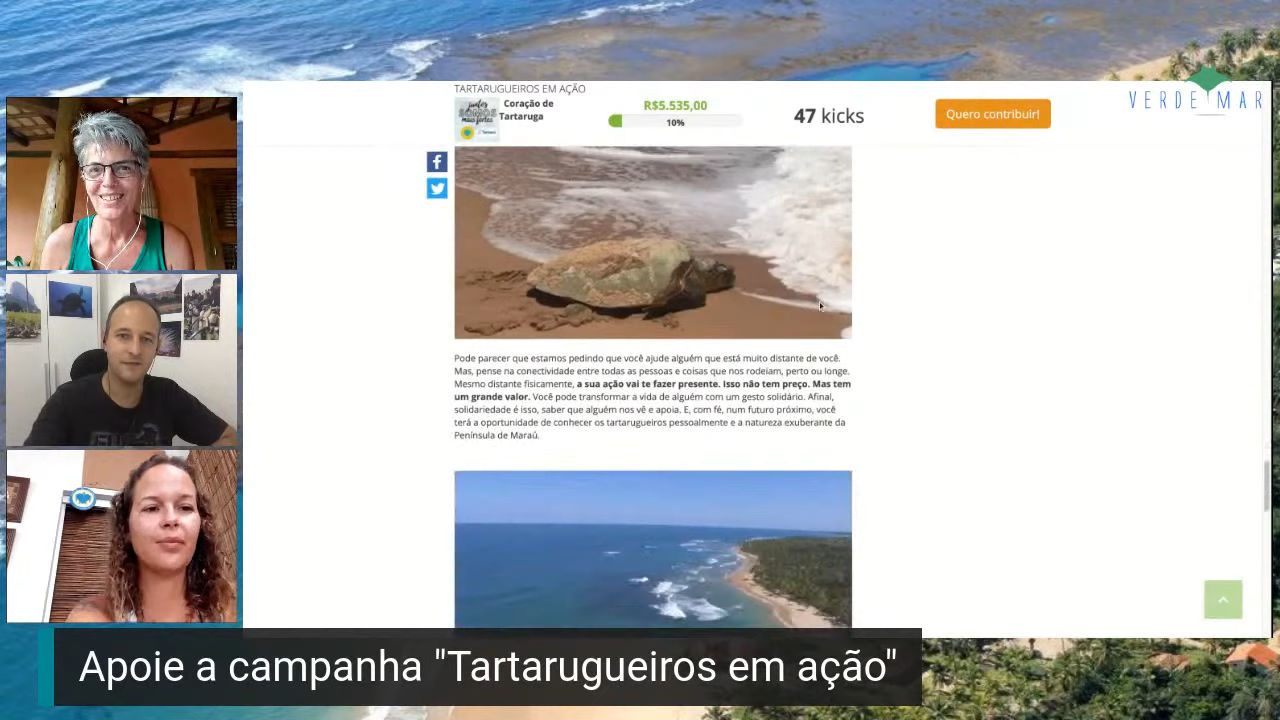 TARTARUGUEIROS EM AÇÃO
juntos
SOMOS
mais fortes
Coração de
Tartaruga
R$5.535,00
10%
47 kicks
Quero contribuir!
VERDE MAR
Pode parecer que estamos pedindo que você ajude alguém que está muito distante de você.
Mas, pense na conectividade entre todas as pessoas e coisas que nos rodeiam, perto ou longe.
Mesmo distante fisicamente, a sua ação vai te fazer presente. Isso não tem preço. Mas tem
um grande valor. Você pode transformar a vida de alguém com um gesto solidário. Afinal,
solidariedade é isso, saber que alguém nos vê e apoia. E, com fé, num futuro próximo, você
terá a oportunidade de conhecer os tartarugueiros pessoalmente e a natureza exuberante da
Península de Maraú.
Apoie a campanha "Tartarugueiros em ação"